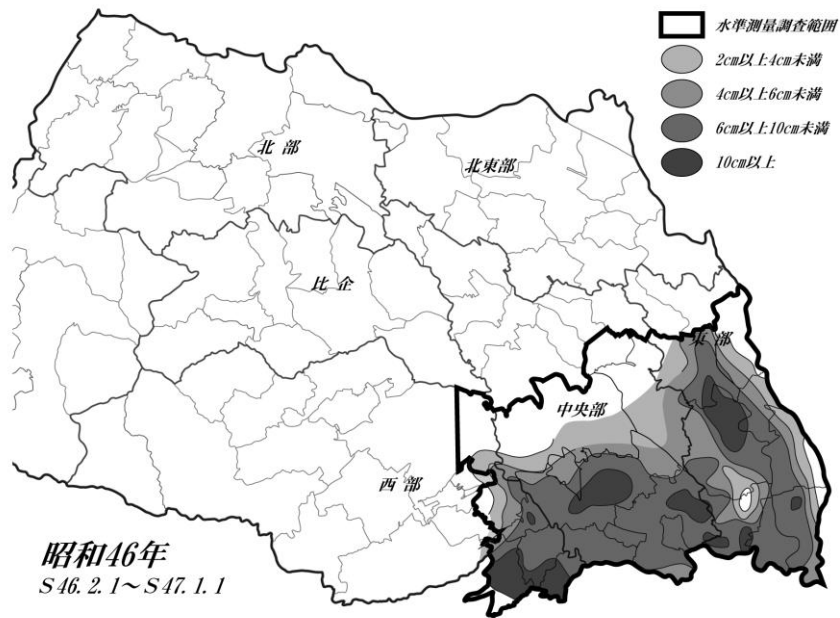 水準測量調査範囲
2cm以上4cm未満
4cm以上6cm未満
6cm以上10cm未満
10cm以上
北部
北東部
比企
東部
中央部
西部
昭和46年
S46.2.1～S47.1.1